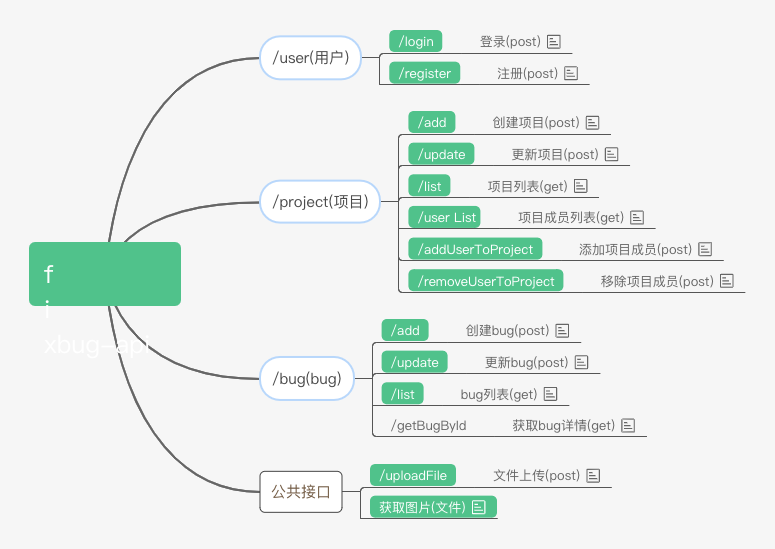 /user(用户)
/login 登录(post)
/register 注册(post)
/project(项目)
/add 创建项目(post)
/update 更新项目(post)
/list 项目列表(get)
/user List 项目成员列表(get)
/addUserToProject 添加项目成员(post)
/removeUserToProject 移除项目成员(post)
f
i
xbug-api
/bug(bug)
/add 创建bug(post)
/update 更新bug(post)
/list bug列表(get)
/getBugById 获取bug详情(get)
公共接口
/uploadFile 文件上传(post)
获取图片(文件)